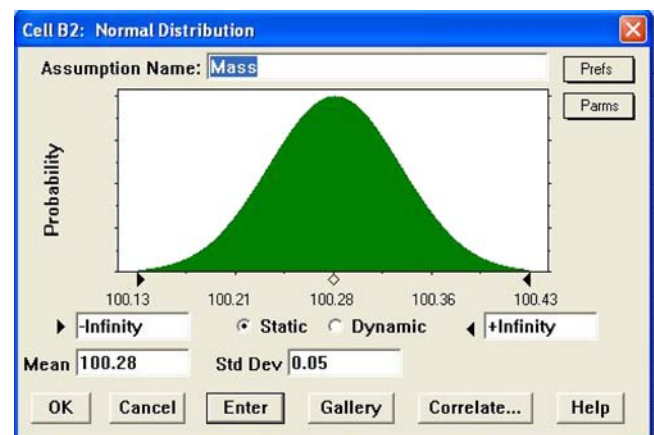 Cell B2: Normal Distribution
Assumption Name: Mass
Prefs
Parms
Probability
100.13 100.21 100.28 100.36 100.43
-Infinity Static Dynamic +Infinity
Mean 100.28 Std Dev 0.05
OK Cancel Enter Gallery Correlate... Help